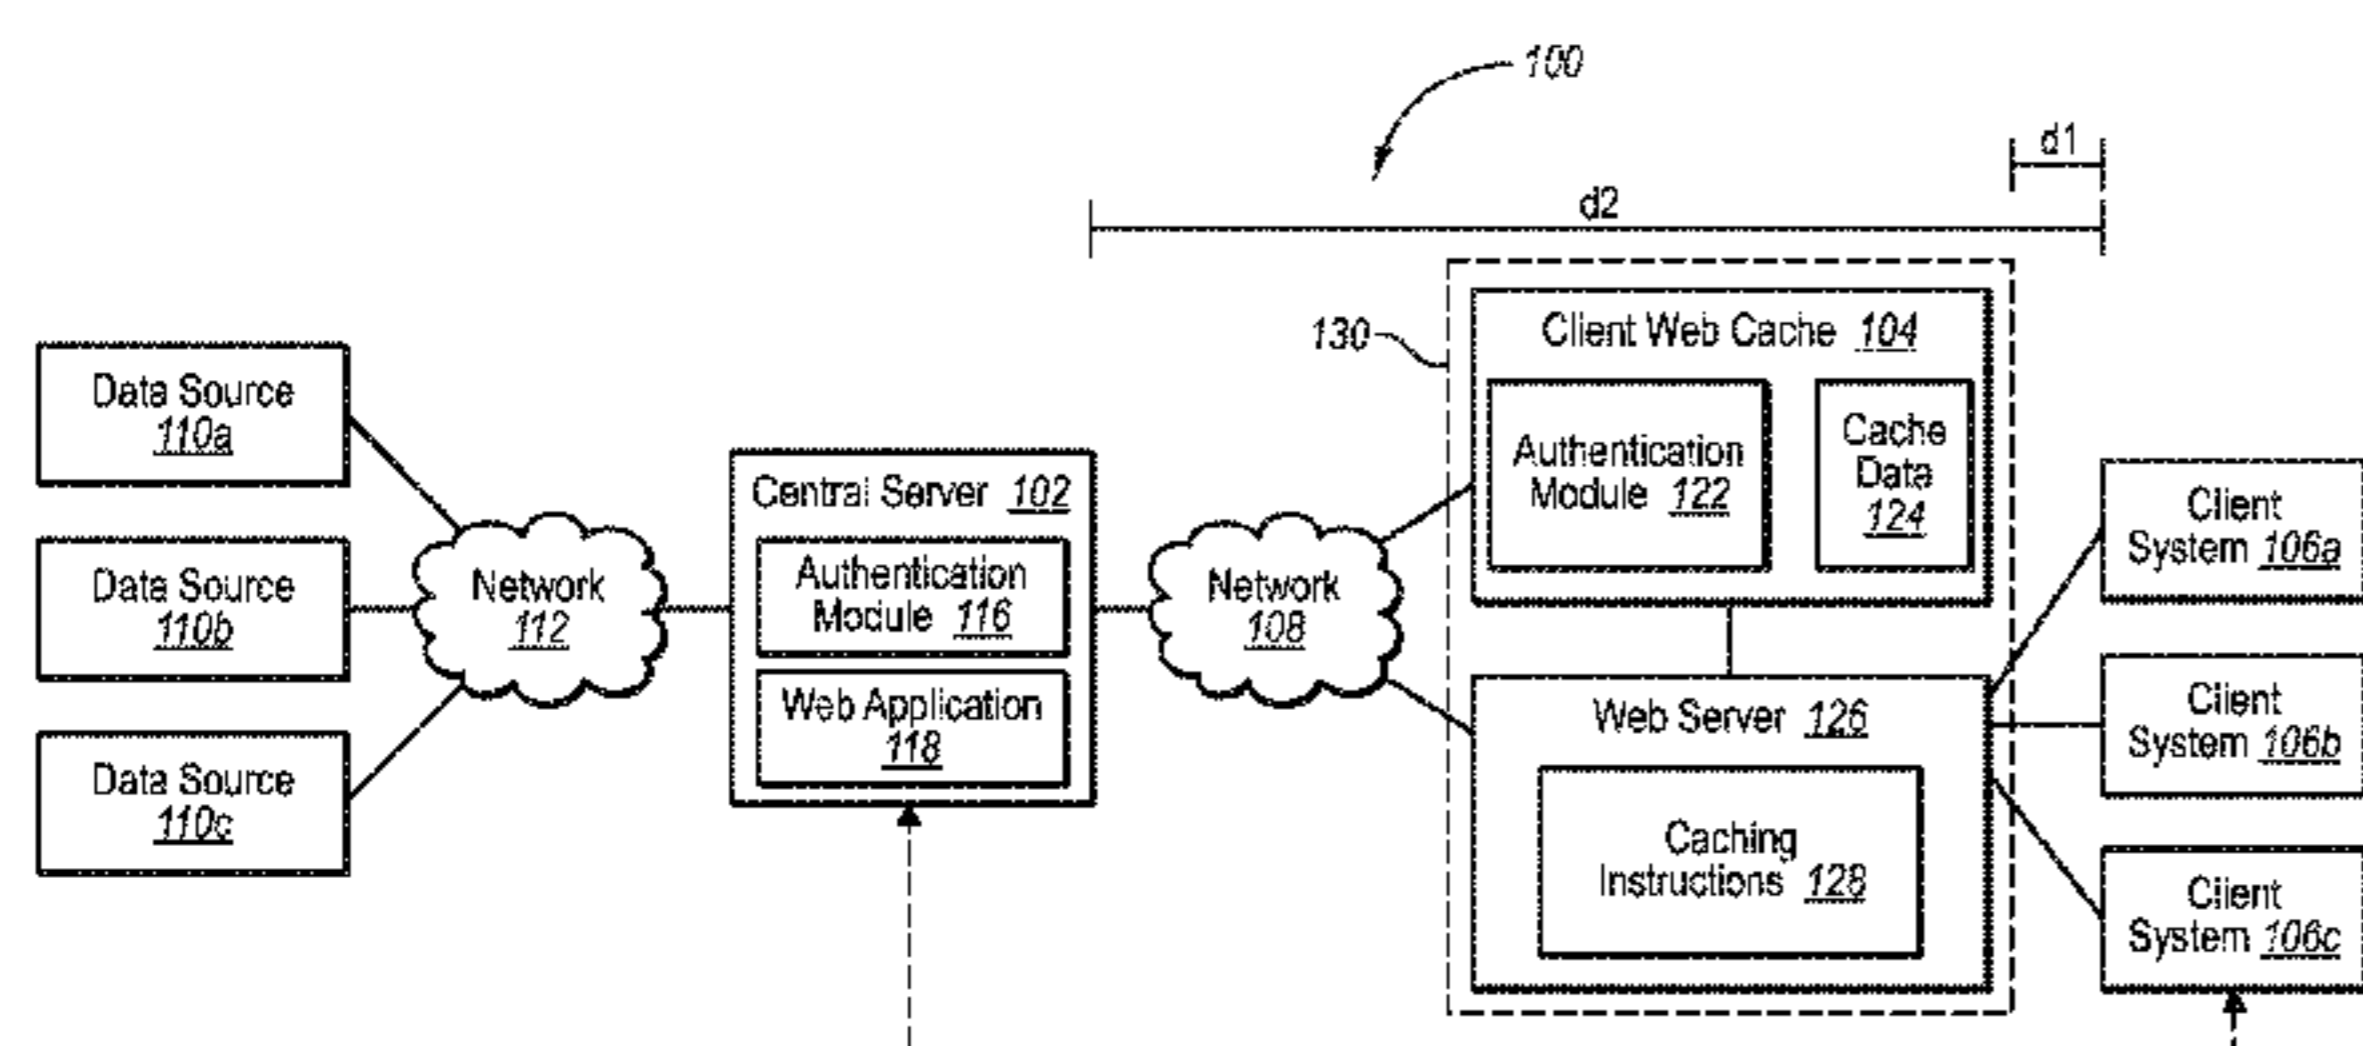 100
d1
d2
130
Client Web Cache 104
Authentication
Module 122
Cache
Data
124
Data Source
110a
Data Source
110b
Data Source
110c
Network
112
Central Server 102
Authentication
Module 116
Web Application
118
Network
108
Web Server 126
Caching
Instructions 128
Client
System 106a
Client
System 106b
Client
System 106c